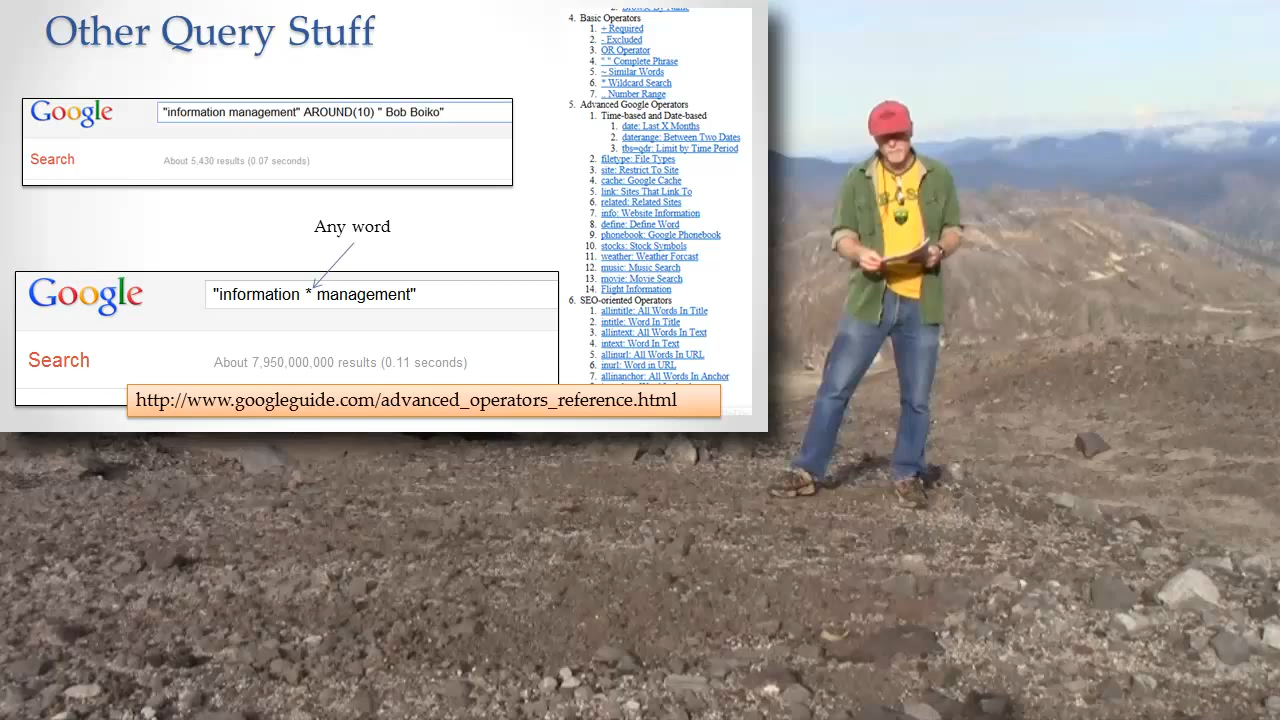 Other Query Stuff
Google
"information management" AROUND(10) " Bob Boiko"
Search
About 5,430 results (0.07 seconds)
Any word
Google
"information * management"
Search
About 7,950,000,000 results (0.11 seconds)
2. Browse By Name
4. Basic Operators
1. + Required
2. - Excluded
3. OR Operator
4. " " Complete Phrase
5. ~ Similar Words
6. * Wildcard Search
7. .. Number Range
5. Advanced Google Operators
1. Time-based and Date-based
1. date: Last X Months
2. daterange: Between Two Dates
3. tbs=qdr: Limit by Time Period
2. filetype: File Types
3. site: Restrict To Site
4. cache: Google Cache
5. link: Sites That Link To
6. related: Related Sites
7. info: Website Information
8. define: Define Word
9. phonebook: Google Phonebook
10. stocks: Stock Symbols
11. weather: Weather Forcast
12. music: Music Search
13. movie: Movie Search
14. Flight Information
6. SEO-oriented Operators
1. allintitle: All Words In Title
2. intitle: Word In Title
3. allintext: All Words In Text
4. intext: Word In Text
5. allinurl: All Words In URL
6. inurl: Word in URL
7. allinanchor: All Words In Anchor
http://www.googleguide.com/advanced_operators_reference.html